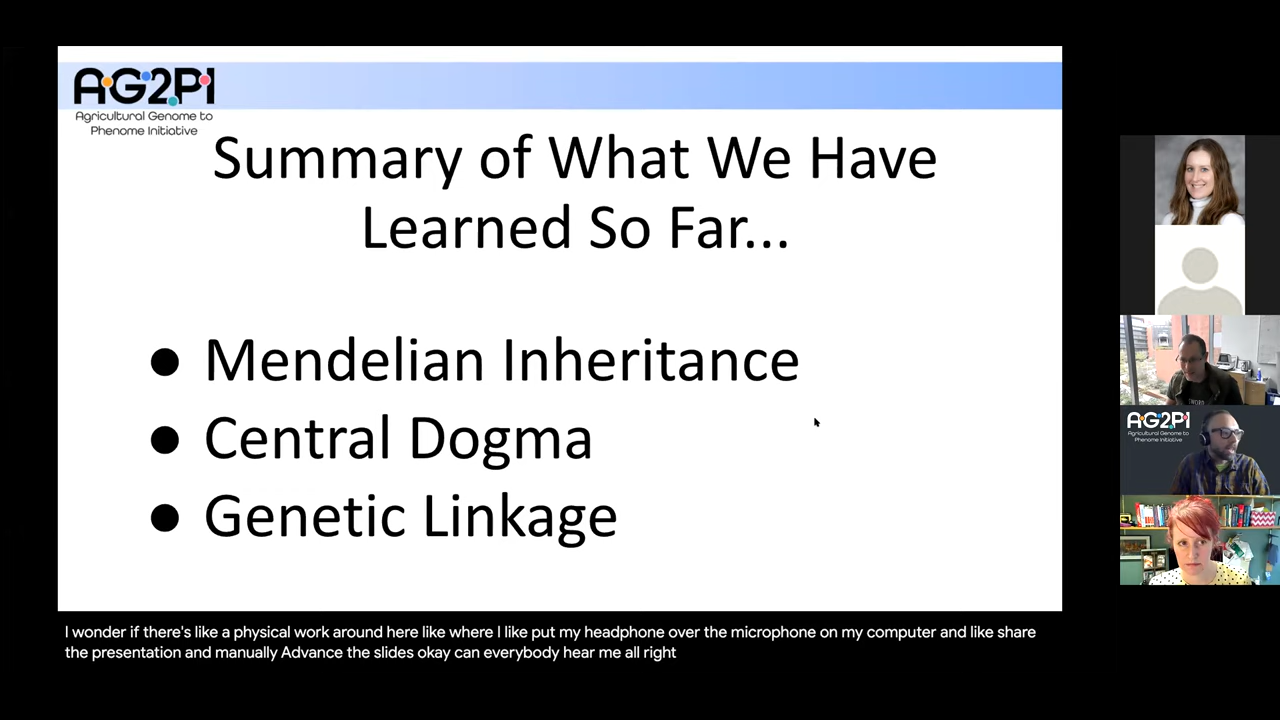 AG2PI
Agricultural Genome to
Phenome Initiative
Summary of What We Have
Learned So Far...
● Mendelian Inheritance
● Central Dogma
● Genetic Linkage
I wonder if there's like a physical work around here like where I like put my headphone over the microphone on my computer and like share
the presentation and manually Advance the slides okay can everybody hear me all right
AG2PI
Agricultural Genome to
Phenome Initiative